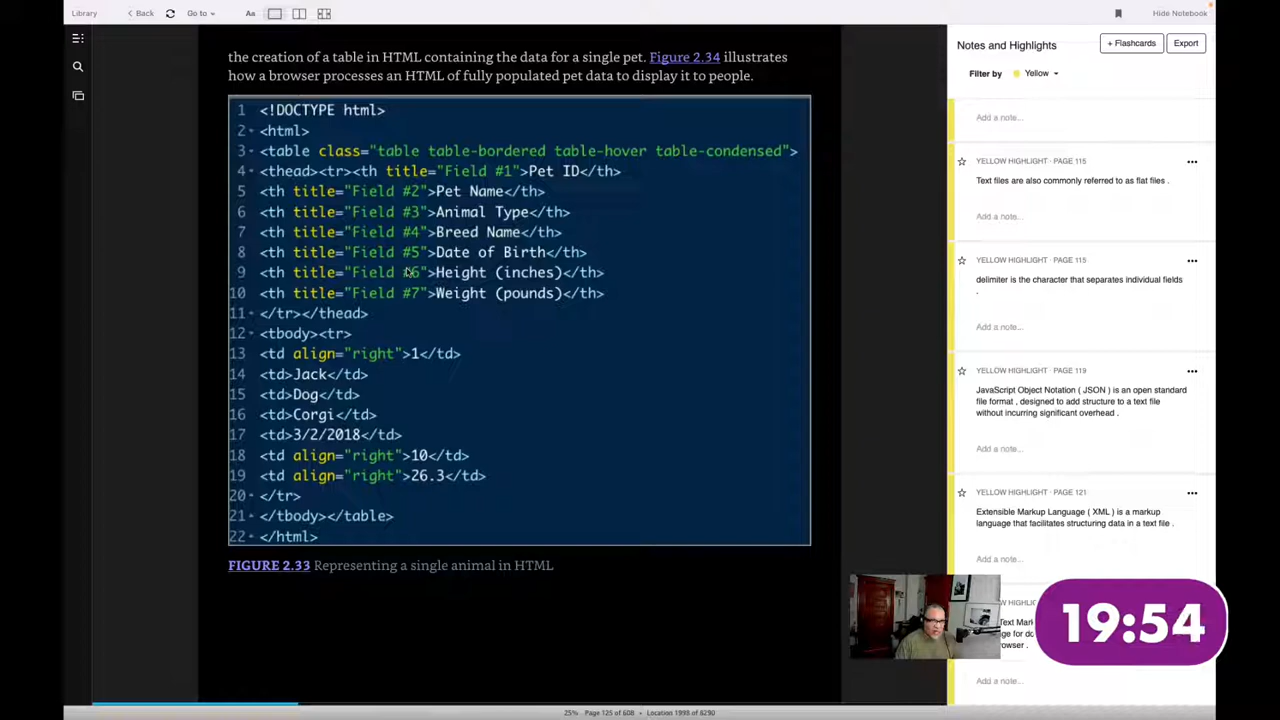 Library
Back
Go to
Aa
Hide Notebook
the creation of a table in HTML containing the data for a single pet. Figure 2.34 illustrates
how a browser processes an HTML of fully populated pet data to display it to people.
1 <!DOCTYPE html>
2 <html>
3 <table class="table table-bordered table-hover table-condensed">
4 <thead><tr><th title="Field #1">Pet ID</th>
5 <th title="Field #2">Pet Name</th>
6 <th title="Field #3">Animal Type</th>
7 <th title="Field #4">Breed Name</th>
8 <th title="Field #5">Date of Birth</th>
9 <th title="Field #6">Height (inches)</th>
10 <th title="Field #7">Weight (pounds)</th>
11 </tr></thead>
12 <tbody><tr>
13 <td align="right">1</td>
14 <td>Jack</td>
15 <td>Dog</td>
16 <td>Corgi</td>
17 <td>3/2/2018</td>
18 <td align="right">10</td>
19 <td align="right">26.3</td>
20 </tr>
21 </tbody></table>
22 </html>
FIGURE 2.33 Representing a single animal in HTML
25% Page 125 of 608 • Location 1998 of 8290
Notes and Highlights
+ Flashcards
Export
Filter by
Yellow
Add a note...
YELLOW HIGHLIGHT · PAGE 115
Text files are also commonly referred to as flat files .
Add a note...
YELLOW HIGHLIGHT · PAGE 115
delimiter is the character that separates individual fields
.
Add a note...
YELLOW HIGHLIGHT · PAGE 119
JavaScript Object Notation ( JSON ) is an open standard
file format , designed to add structure to a text file
without incurring significant overhead .
Add a note...
YELLOW HIGHLIGHT · PAGE 121
Extensible Markup Language ( XML ) is a markup
language that facilitates structuring data in a text file .
Add a note...
Text
Add a note...
19:54